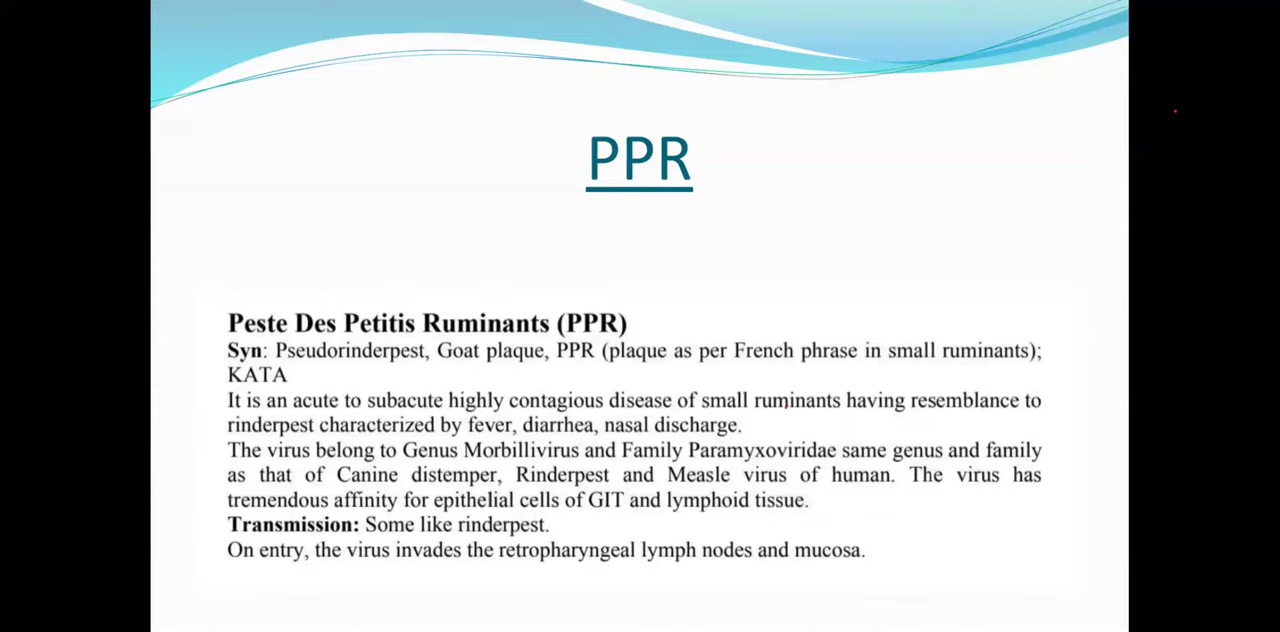 PPR
Peste Des Petitis Ruminants (PPR)
Syn: Pseudorinderpest, Goat plaque, PPR (plaque as per French phrase in small ruminants);
KATA
It is an acute to subacute highly contagious disease of small ruminants having resemblance to
rinderpest characterized by fever, diarrhea, nasal discharge.
The virus belong to Genus Morbillivirus and Family Paramyxoviridae same genus and family
as that of Canine distemper, Rinderpest and Measle virus of human. The virus has
tremendous affinity for epithelial cells of GIT and lymphoid tissue.
Transmission: Some like rinderpest.
On entry, the virus invades the retropharyngeal lymph nodes and mucosa.